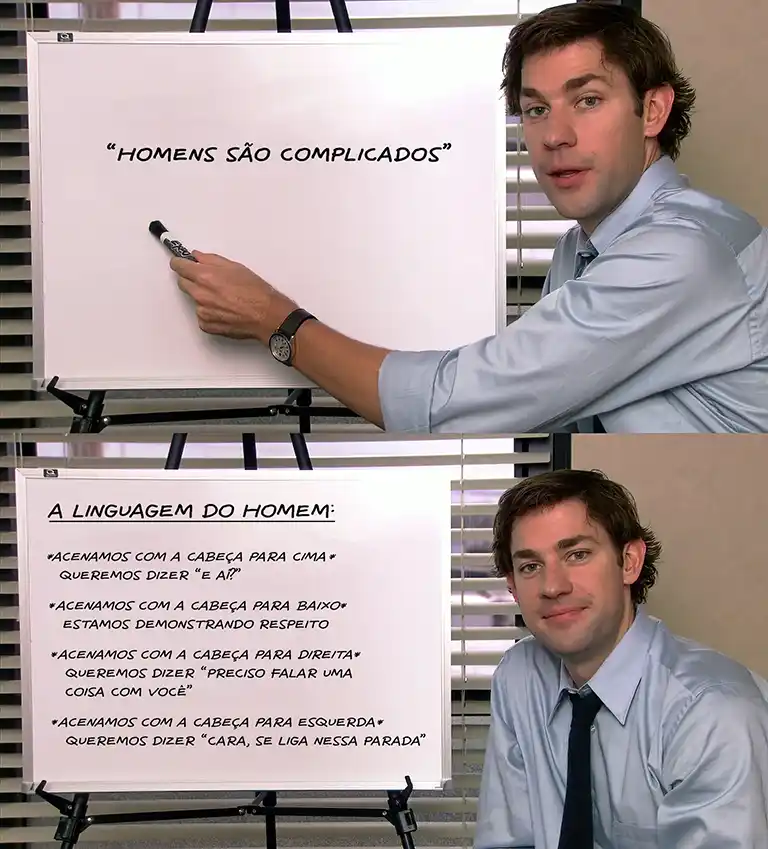 “HOMENS SÃO COMPLICADOS”
A LINGUAGEM DO HOMEM:
*ACENAMOS COM A CABEÇA PARA CIMA*
QUEREMOS DIZER “E AÍ?”
*ACENAMOS COM A CABEÇA PARA BAIXO*
ESTAMOS DEMONSTRANDO RESPEITO
*ACENAMOS COM A CABEÇA PARA DIREITA*
QUEREMOS DIZER “PRECISO FALAR UMA
COISA COM VOCÊ”
*ACENAMOS COM A CABEÇA PARA ESQUERDA*
QUEREMOS DIZER “CARA, SE LIGA NESSA PARADA”